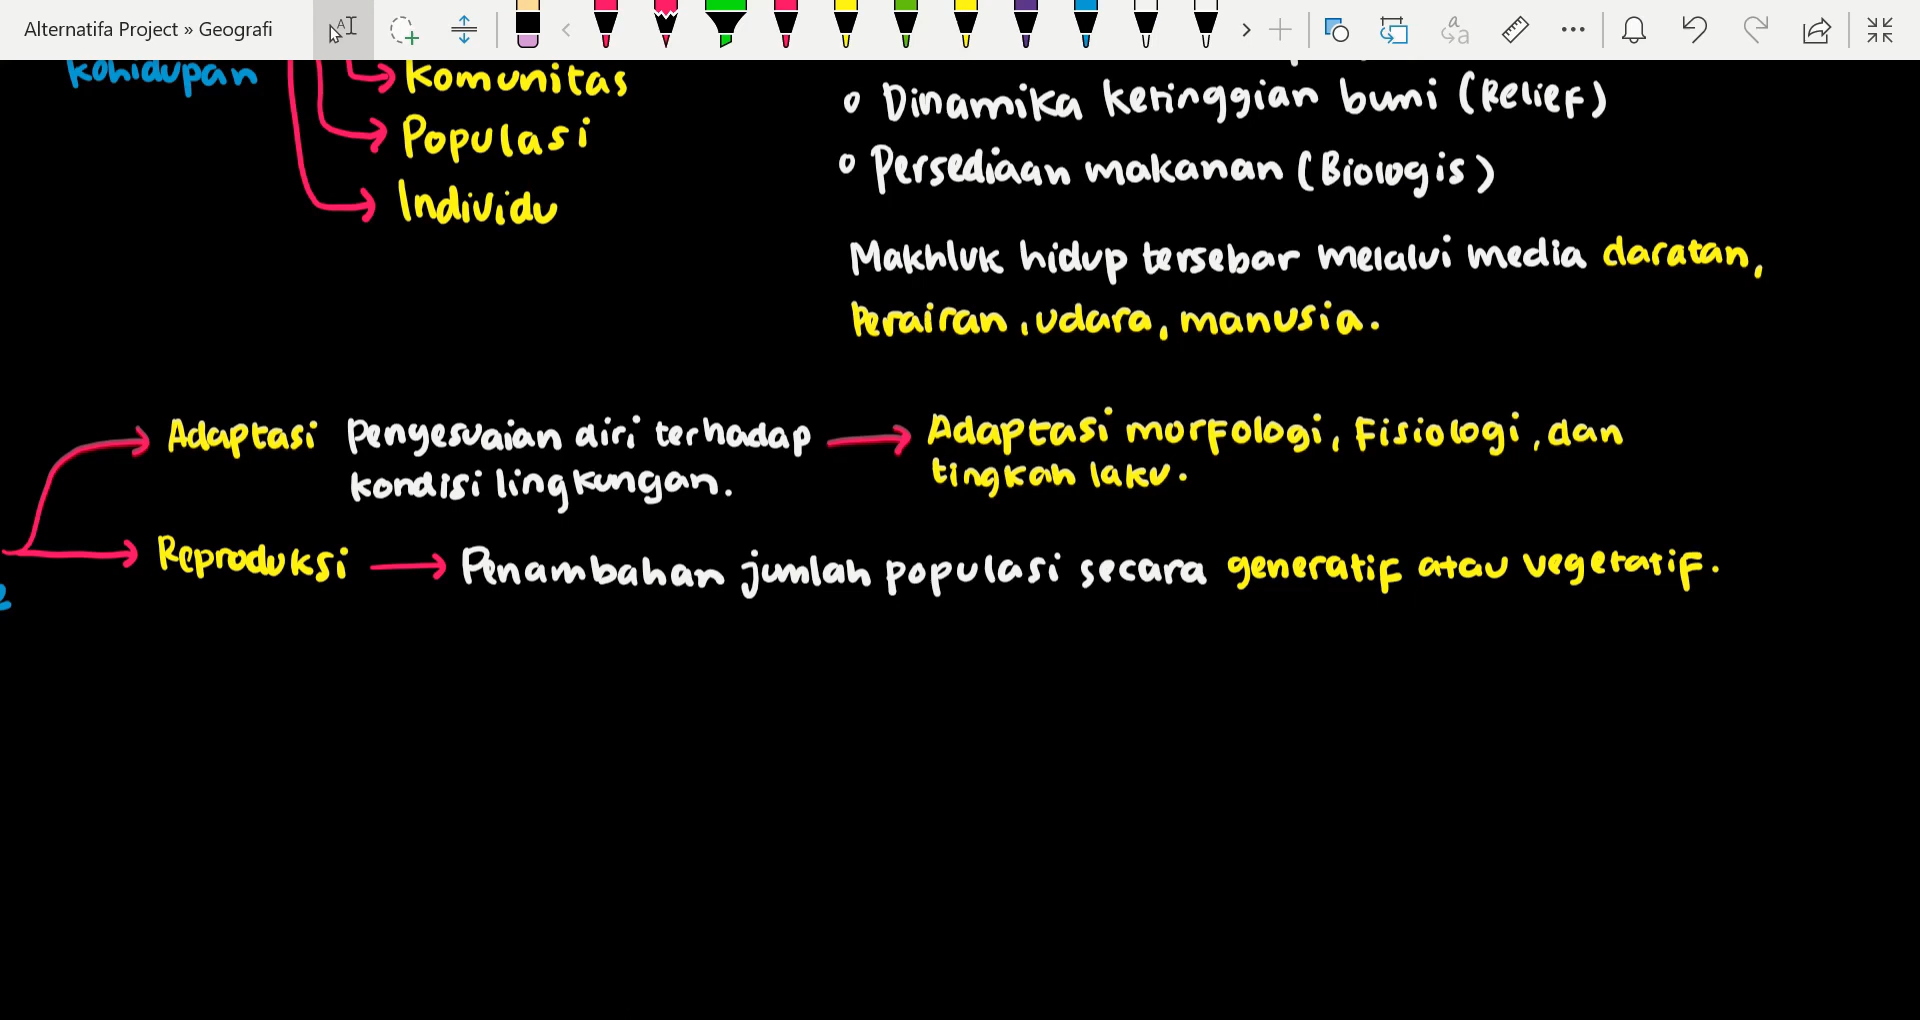 Alternatifa Project » Geografi
kehidupan
Komunitas
Populasi
Individu
Dinamika ketinggian bumi (Relief)
Persediaan makanan (Biologis)
Makhluk hidup tersebar melalui media daratan,
Perairan, udara, manusia.
Adaptasi Penyesuaian diri terhadap
kondisi lingkungan.
Adaptasi morfologi, Fisiologi, dan
tingkah laku.
Reproduksi Penambahan jumlah populasi secara generatif atau vegetatif.